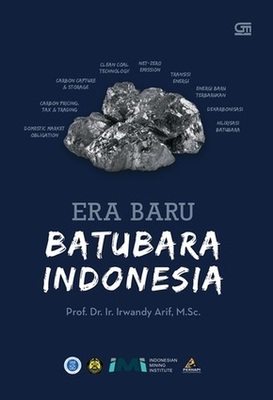 GM
CLEAN COAL
TECHNOLOGY
NET-ZERO
EMISSION
CARBON CAPTURE
& STORAGE
TRANSISI
ENERGI
CARBON PRICING,
TAX & TRADING
ENERGI BARU
TERBARUKAN
DOMESTIC MARKET
OBLIGATION
DEKARBONISASI
HILIRISASI
BATUBARA
ERA BARU
BATUBARA
INDONESIA
Prof. Dr. Ir. Irwandy Arif, M.Sc.
imi
INDONESIAN
MINING
INSTITUTE
PERHAPI